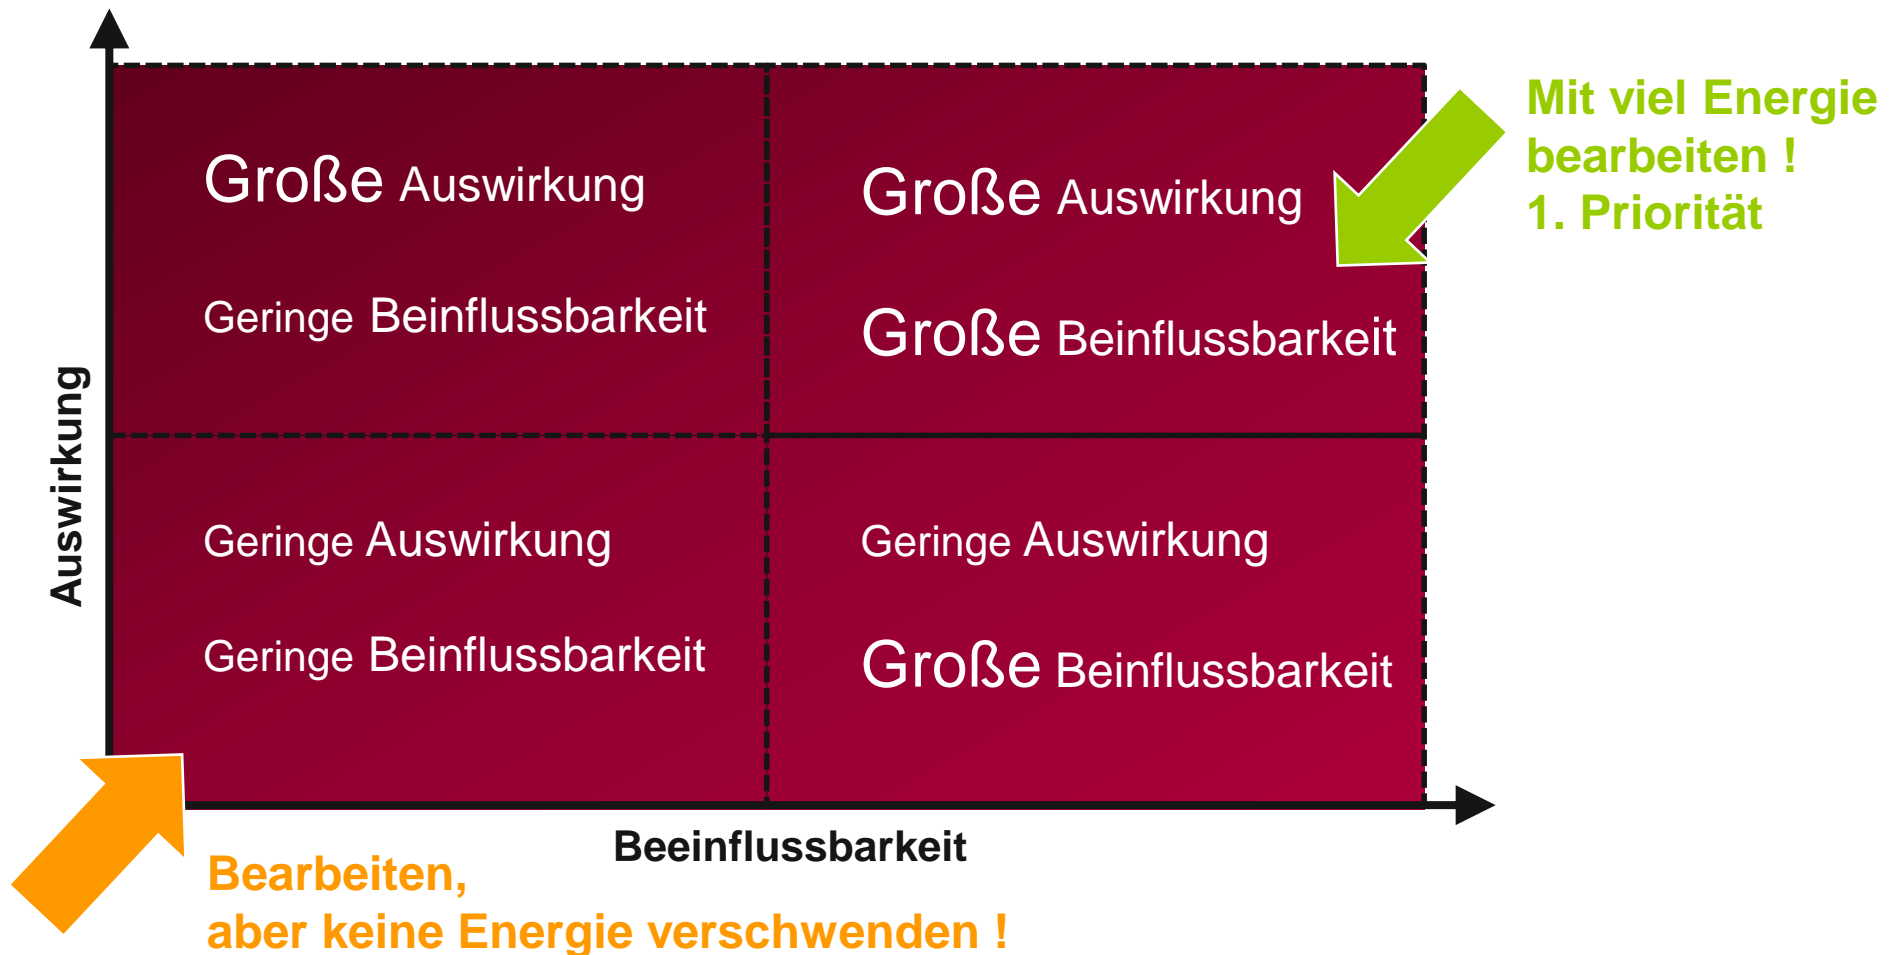 Mit viel Energie
bearbeiten !
1. Priorität
Große Auswirkung
Geringe Beinflussbarkeit
Große Auswirkung
Große Beinflussbarkeit
Auswirkung
Geringe Auswirkung
Geringe Beinflussbarkeit
Geringe Auswirkung
Große Beinflussbarkeit
Beeinflussbarkeit
Bearbeiten,
aber keine Energie verschwenden !